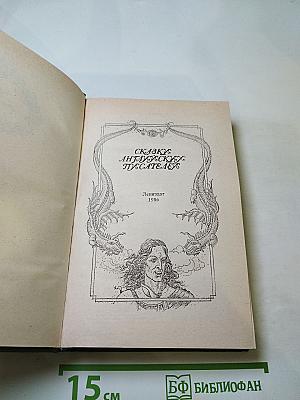 СКАЗКИ
АНГЛИЙСКИХ
ПИСАТЕЛЕЙ
Лениздат
1986
15 см
БФ БИБЛИОФАН